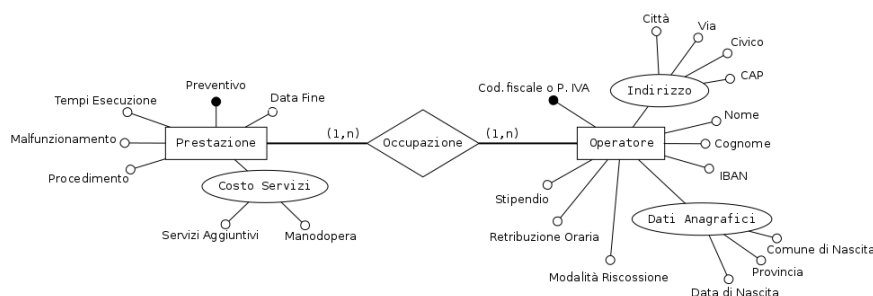 Città
Via
Civico
CAP
Indirizzo
Preventivo
Cod. fiscale o P. IVA
Tempi Esecuzione
Data Fine
Nome
Malfunzionamento
Prestazione
(1,n)
Occupazione
(1,n)
Operatore
Cognome
Procedimento
IBAN
Costo Servizi
Stipendio
Servizi Aggiuntivi
Manodopera
Retribuzione Oraria
Dati Anagrafici
Comune di Nascita
Modalità Riscossione
Provincia
Data di Nascita